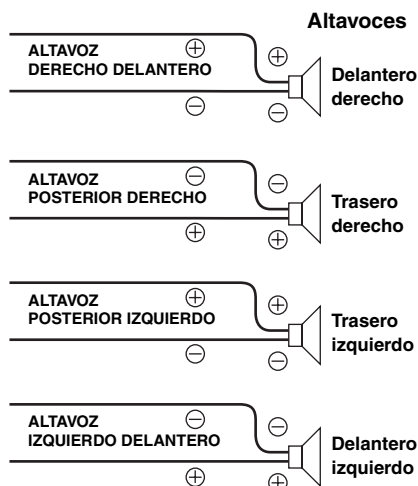 Altavoces
ALTAVOZ
DERECHO DELANTERO
⊕ ⊕
⊖ ⊖
Delantero
derecho
ALTAVOZ
POSTERIOR DERECHO
⊖ ⊖
⊕ ⊕
Trasero
derecho
ALTAVOZ
POSTERIOR IZQUIERDO
⊕ ⊕
⊖ ⊖
Trasero
izquierdo
ALTAVOZ
IZQUIERDO DELANTERO
⊖ ⊖
⊕ ⊕
Delantero
izquierdo